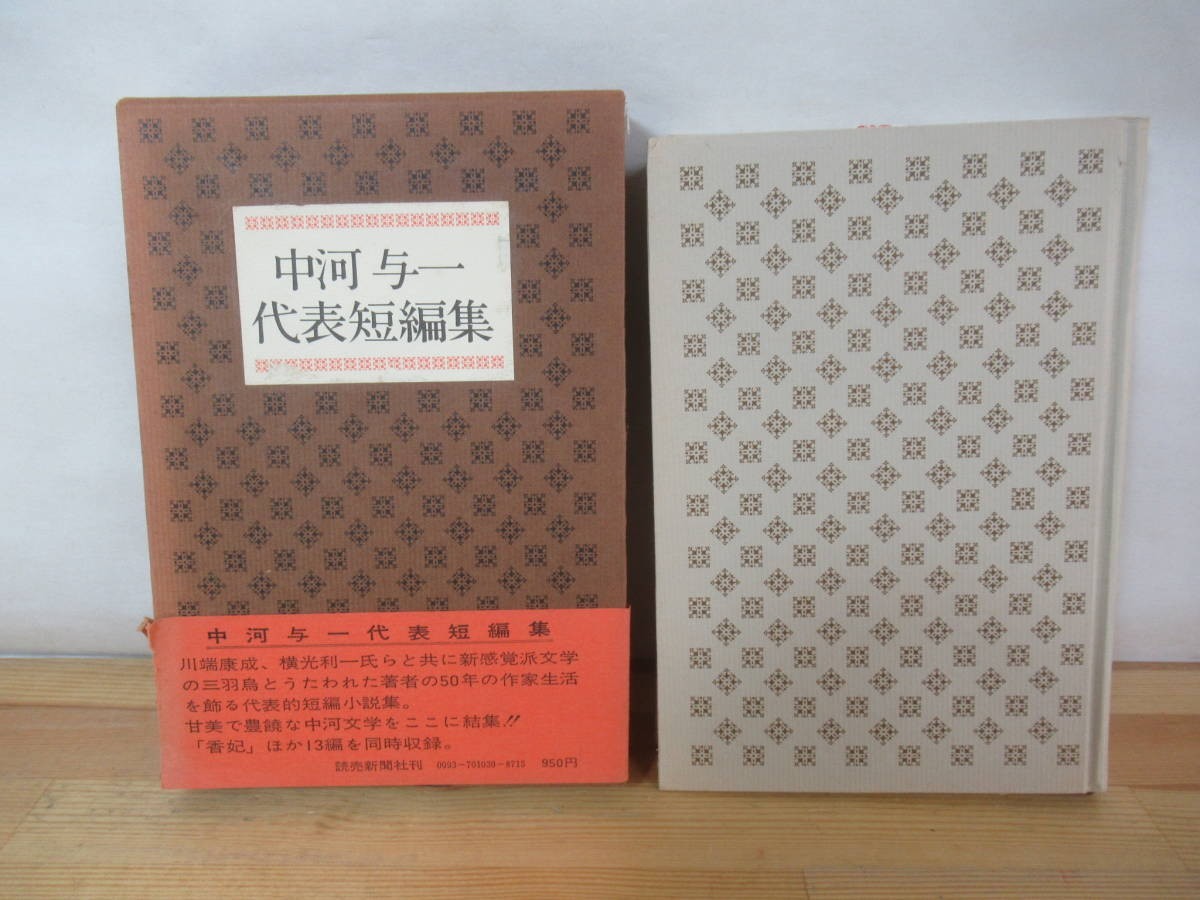 中河与一
代表短編集
中河与一代表短編集
川端康成、横光利一氏らと共に新感覚派文学
の三羽烏とうたわれた著者の50年の作家生活
を飾る代表的短編小説集。
甘美で豊饒な中河文学をここに結集!!
「香妃」ほか13編を同時収録。
読売新聞社刊 0093-701030-8715 950円